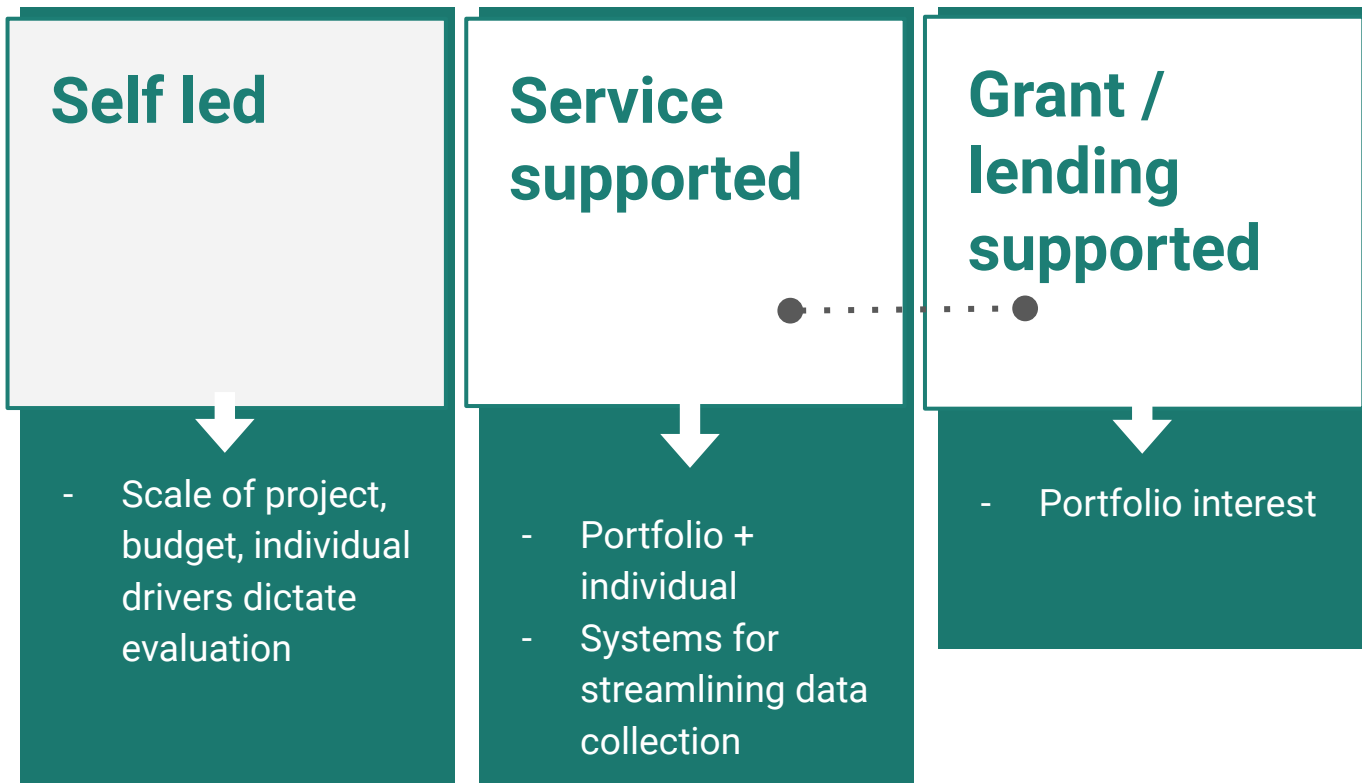 Self led
Service
supported
Grant /
lending
supported
- Scale of project,
budget, individual
drivers dictate
evaluation
- Portfolio +
individual
- Systems for
streamlining data
collection
- Portfolio interest